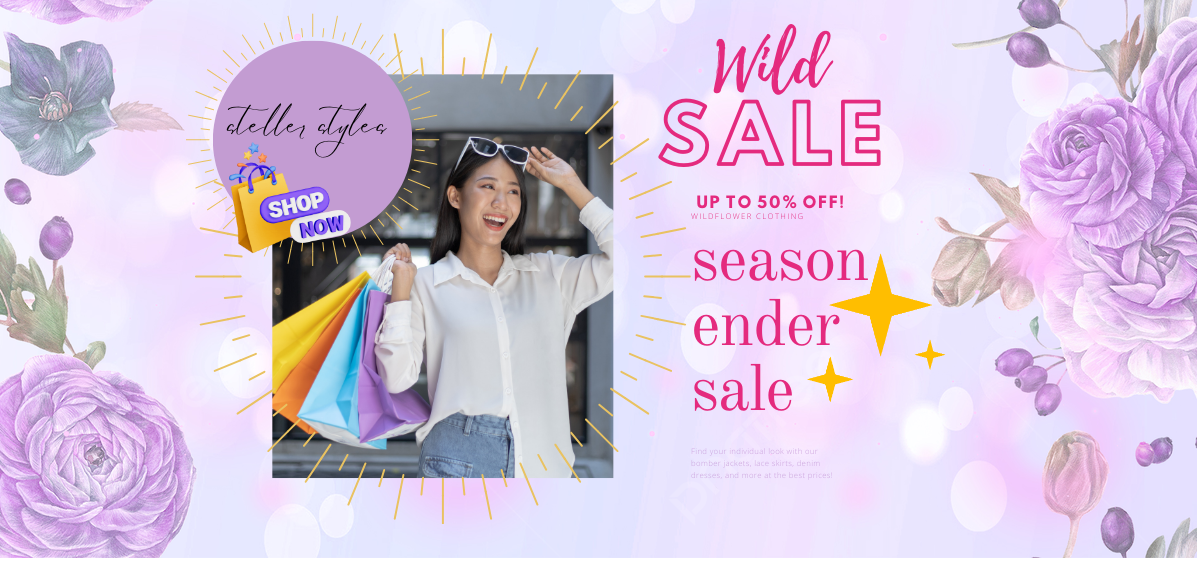 steller styles
SHOP
NOW
Wild
SALE
UP TO 50% OFF!
WILDFLOWER CLOTHING
season
ender
sale
Find your individual look with our
bomber jackets, lace skirts, denim
dresses, and more at the best prices!